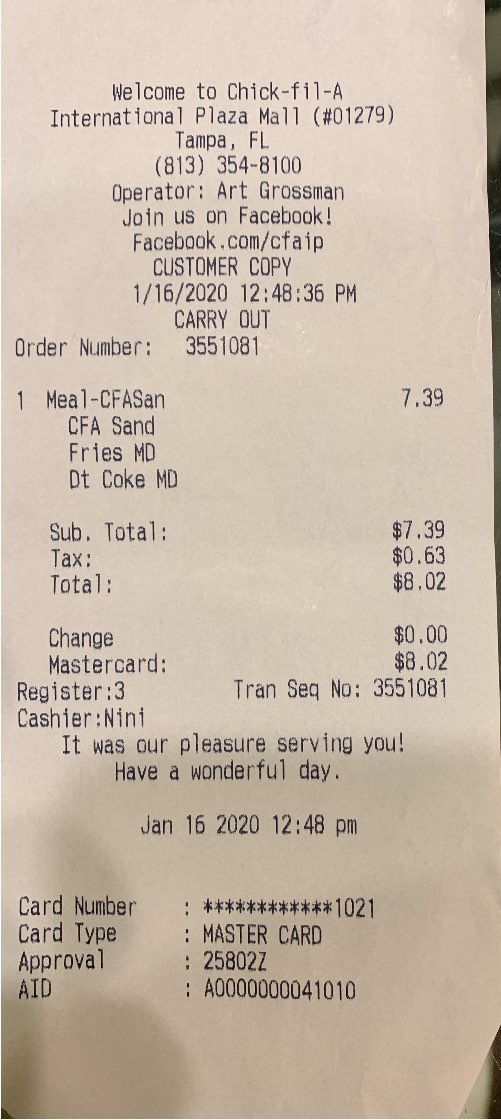 Welcome to Chick-fil-A
International Plaza Mall (#01279)
Tampa, FL
(813) 354-8100
Operator: Art Grossman
Join us on Facebook!
Facebook.com/cfaip
CUSTOMER COPY
1/16/2020 12:48:36 PM
CARRY OUT
Order Number: 3551081
1 Meal-CFASan 7.39
CFA Sand
Fries MD
Dt Coke MD
Sub. Total: $7.39
Tax: $0.63
Total: $8.02
Change $0.00
Mastercard: $8.02
Register:3 Tran Seq No: 3551081
Cashier:Nini
It was our pleasure serving you!
Have a wonderful day.
Jan 16 2020 12:48 pm
Card Number : ************1021
Card Type : MASTER CARD
Approval : 25802Z
AID : A0000000041010